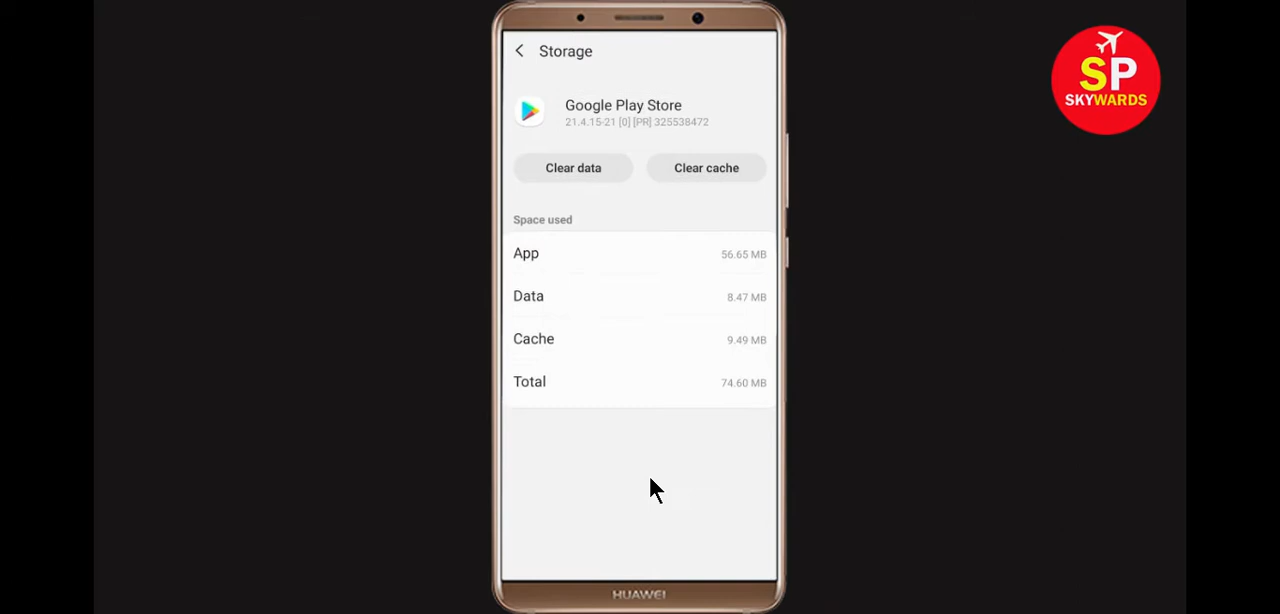 Storage
SP
SKYWARDS
Google Play Store
21.4.15-21 [0] [PR] 325538472
Clear data Clear cache
Space used
App 56.65 MB
Data 8.47 MB
Cache 9.49 MB
Total 74.60 MB
HUAWEI